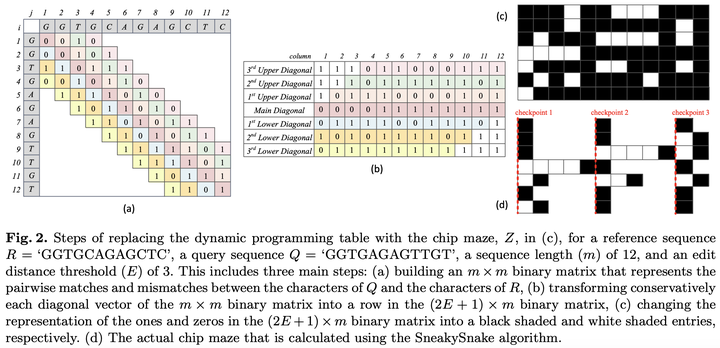 j 1 2 3 4 5 6 7 8 9 10 11 12
i G G T G C A G A G C T C
1 G 0 0 1 0
2 G 0 0 1 0 1
3 T 1 1 0 1 1 1
4 G 0 0 1 0 1 1 0
5 A 1 1 1 1 0 1 0
6 G 1 0 1 1 0 1 0
7 A 1 1 0 1 0 1 1
8 G 1 1 0 1 0 1 1
9 T 1 1 1 1 1 0 1
10 T 1 1 1 1 0 1
11 G 1 0 1 1 1
12 T 1 1 0 1
(a)
column 1 2 3 4 5 6 7 8 9 10 11 12
3rd Upper Diagonal 1 1 1 0 1 1 0 0 0 1 1 1
2nd Upper Diagonal 1 1 1 0 1 1 1 1 1 1 0 1
1st Upper Diagonal 1 0 1 1 1 0 0 0 0 1 0 1
Main Diagonal 0 0 0 0 1 1 1 1 1 1 1 1
1st Lower Diagonal 0 1 1 1 1 0 0 1 1 1 0 1
2nd Lower Diagonal 1 0 1 0 1 1 1 1 0 1 1 1
3rd Lower Diagonal 0 1 1 1 1 1 1 1 1 1 1 1
(b)
(c)
checkpoint 1 checkpoint 2 checkpoint 3
(d)
Fig. 2. Steps of replacing the dynamic programming table with the chip maze, Z, in (c), for a reference sequence
R = ‘GGTGCAGAGCTC’, a query sequence Q = ‘GGTGAGAGTTGT’, a sequence length (m) of 12, and an edit
distance threshold (E) of 3. This includes three main steps: (a) building an m × m binary matrix that represents the
pairwise matches and mismatches between the characters of Q and the characters of R, (b) transforming conservatively
each diagonal vector of the m × m binary matrix into a row in the (2E + 1) × m binary matrix, (c) changing the
representation of the ones and zeros in the (2E + 1) × m binary matrix into a black shaded and white shaded entries,
respectively. (d) The actual chip maze that is calculated using the SneakySnake algorithm.